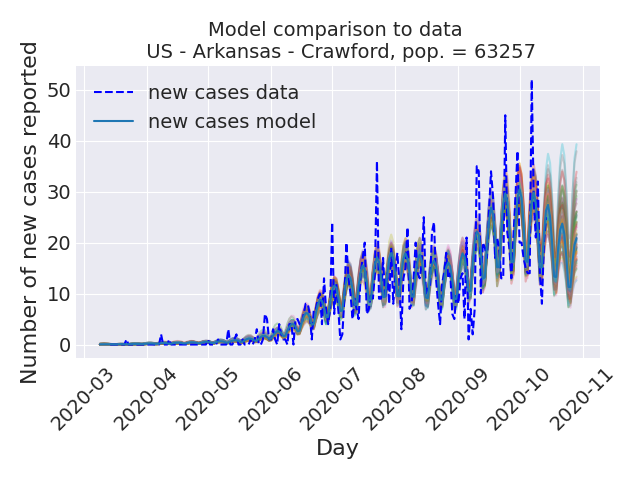 Model comparison to data
US - Arkansas - Crawford, pop. = 63257
Number of new cases reported
50
40
30
20
10
0
new cases data
new cases model
2020-03
2020-04
2020-05
2020-06
2020-07
2020-08
2020-09
2020-10
2020-11
Day